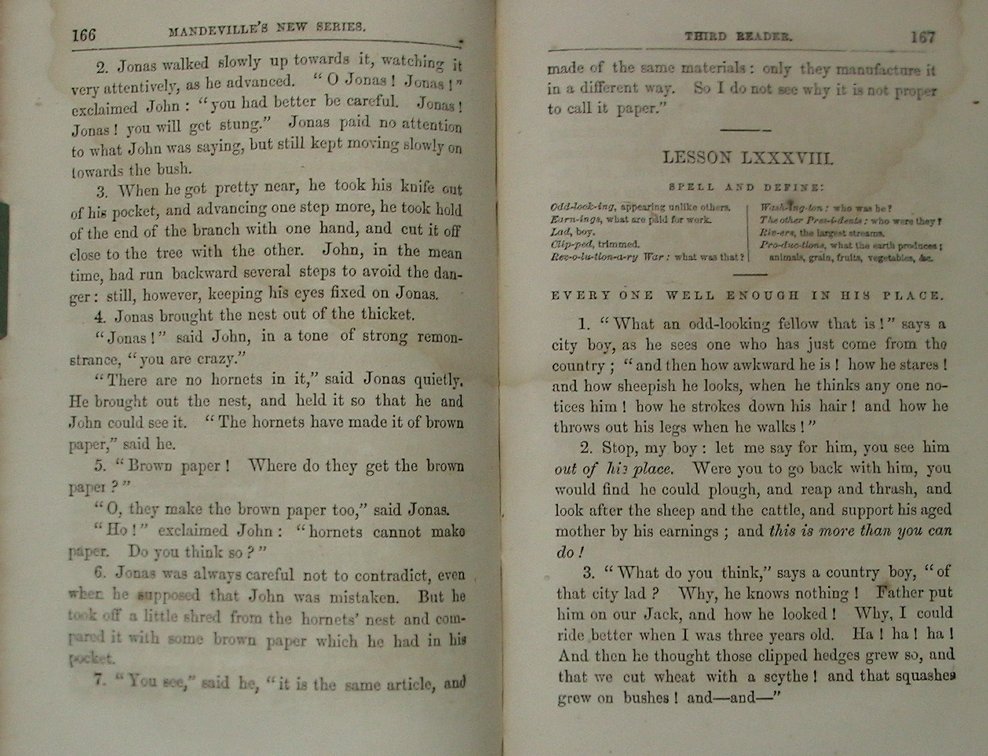 166 MANDEVILLE'S NEW SERIES.
2. Jonas walked slowly up towards it, watching it
very attentively, as he advanced. "O Jonas! Jonas!"
exclaimed John: "you had better be careful. Jonas!
Jonas! you will get stung." Jonas paid no attention
to what John was saying, but still kept moving slowly on
towards the bush.
3. When he got pretty near, he took his knife out
of his pocket, and advancing one step more, he took hold
of the end of the branch with one hand, and cut it off
close to the tree with the other. John, in the mean
time, had run backward several steps to avoid the dan-
ger: still, however, keeping his eyes fixed on Jonas.
4. Jonas brought the nest out of the thicket.
"Jonas!" said John, in a tone of strong remon-
strance, "you are crazy."
"There are no hornets in it," said Jonas quietly.
He brought out the nest, and held it so that he and
John could see it. "The hornets have made it of brown
paper," said he.
5. "Brown paper! Where do they get the brown
paper?"
"O, they make the brown paper too," said Jonas.
"Ho!" exclaimed John: "hornets cannot make
paper. Do you think so?"
6. Jonas was always careful not to contradict, even
when he supposed that John was mistaken. But he
took off a little shred from the hornets' nest and com-
pared it with some brown paper which he had in his
pocket.
7. "You see," said he, "it is the same article, and
THIRD READER. 167
made of the same materials: only they manufacture it
in a different way. So I do not see why it is not proper
to call it paper."
LESSON LXXXVIII.
SPELL AND DEFINE:
Odd-look-ing, appearing unlike others.
Earn-ings, what are paid for work.
Lad, boy.
Clip-ped, trimmed.
Rev-o-lu-tion-a-ry War: what was that?
Wash-ing-ton: who was he?
The other Pres-i-dents: who were they?
Riv-ers, the largest streams.
Pro-duc-tions, what the earth produces;
animals, grain, fruits, vegetables, &c.
EVERY ONE WELL ENOUGH IN HIS PLACE.
1. "What an odd-looking fellow that is!" says a
city boy, as he sees one who has just come from the
country; "and then how awkward he is! how he stares!
and how sheepish he looks, when he thinks any one no-
tices him! how he strokes down his hair! and how he
throws out his legs when he walks!"
2. Stop, my boy: let me say for him, you see him
out of his place. Were you to go back with him, you
would find he could plough, and reap and thrash, and
look after the sheep and the cattle, and support his aged
mother by his earnings; and this is more than you can
do!
3. "What do you think," says a country boy, "of
that city lad? Why, he knows nothing! Father put
him on our Jack, and how he looked! Why, I could
ride better when I was three years old. Ha! ha! ha!
And then he thought those clipped hedges grew so, and
that we cut wheat with a scythe! and that squashes
grew on bushes! and—and—"